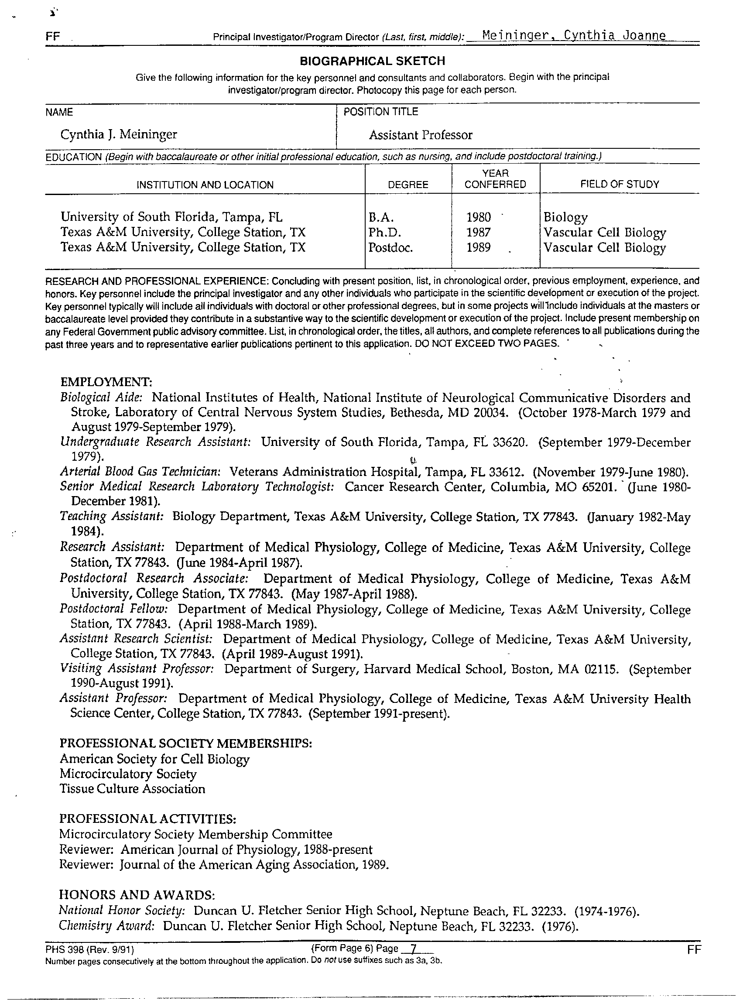 FF Principal Investigator/Program Director (Last, first, middle): Meininger, Cynthia Joanne
BIOGRAPHICAL SKETCH
Give the following information for the key personnel and consultants and collaborators. Begin with the principal
investigator/program director. Photocopy this page for each person.
NAME POSITION TITLE
Cynthia J. Meininger Assistant Professor
EDUCATION (Begin with baccalaureate or other initial professional education, such as nursing, and include postdoctoral training.)
INSTITUTION AND LOCATION DEGREE YEAR CONFERRED FIELD OF STUDY
University of South Florida, Tampa, FL B.A. 1980 Biology
Texas A&M University, College Station, TX Ph.D. 1987 Vascular Cell Biology
Texas A&M University, College Station, TX Postdoc. 1989 Vascular Cell Biology
RESEARCH AND PROFESSIONAL EXPERIENCE: Concluding with present position, list, in chronological order, previous employment, experience, and
honors. Key personnel include the principal investigator and any other individuals who participate in the scientific development or execution of the project.
Key personnel typically will include all individuals with doctoral or other professional degrees, but in some projects will include individuals at the masters or
baccalaureate level provided they contribute in a substantive way to the scientific development or execution of the project. Include present membership on
any Federal Government public advisory committee. List, in chronological order, the titles, all authors, and complete references to all publications during the
past three years and to representative earlier publications pertinent to this application. DO NOT EXCEED TWO PAGES.
EMPLOYMENT:
Biological Aide: National Institutes of Health, National Institute of Neurological Communicative Disorders and
Stroke, Laboratory of Central Nervous System Studies, Bethesda, MD 20034. (October 1978-March 1979 and
August 1979-September 1979).
Undergraduate Research Assistant: University of South Florida, Tampa, FL 33620. (September 1979-December
1979).
Arterial Blood Gas Technician: Veterans Administration Hospital, Tampa, FL 33612. (November 1979-June 1980).
Senior Medical Research Laboratory Technologist: Cancer Research Center, Columbia, MO 65201. (June 1980-
December 1981).
Teaching Assistant: Biology Department, Texas A&M University, College Station, TX 77843. (January 1982-May
1984).
Research Assistant: Department of Medical Physiology, College of Medicine, Texas A&M University, College
Station, TX 77843. (June 1984-April 1987).
Postdoctoral Research Associate: Department of Medical Physiology, College of Medicine, Texas A&M
University, College Station, TX 77843. (May 1987-April 1988).
Postdoctoral Fellow: Department of Medical Physiology, College of Medicine, Texas A&M University, College
Station, TX 77843. (April 1988-March 1989).
Assistant Research Scientist: Department of Medical Physiology, College of Medicine, Texas A&M University,
College Station, TX 77843. (April 1989-August 1991).
Visiting Assistant Professor: Department of Surgery, Harvard Medical School, Boston, MA 02115. (September
1990-August 1991).
Assistant Professor: Department of Medical Physiology, College of Medicine, Texas A&M University Health
Science Center, College Station, TX 77843. (September 1991-present).
PROFESSIONAL SOCIETY MEMBERSHIPS:
American Society for Cell Biology
Microcirculatory Society
Tissue Culture Association
PROFESSIONAL ACTIVITIES:
Microcirculatory Society Membership Committee
Reviewer: American Journal of Physiology, 1988-present
Reviewer: Journal of the American Aging Association, 1989.
HONORS AND AWARDS:
National Honor Society: Duncan U. Fletcher Senior High School, Neptune Beach, FL 32233. (1974-1976).
Chemistry Award: Duncan U. Fletcher Senior High School, Neptune Beach, FL 32233. (1976).
PHS 398 (Rev. 9/91) (Form Page 6) Page 7 FF
Number pages consecutively at the bottom throughout the application. Do not use suffixes such as 3a, 3b.